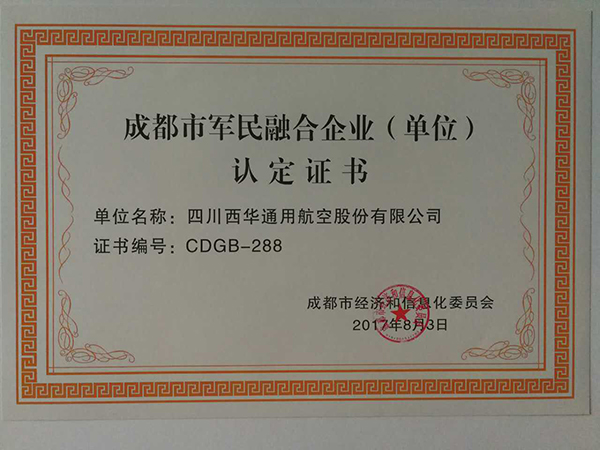 成都市军民融合企业（单位）
认定证书
单位名称：四川西华通用航空股份有限公司
证书编号：CDGB-288
成都市经济和信息化委员会
2017年8月3日